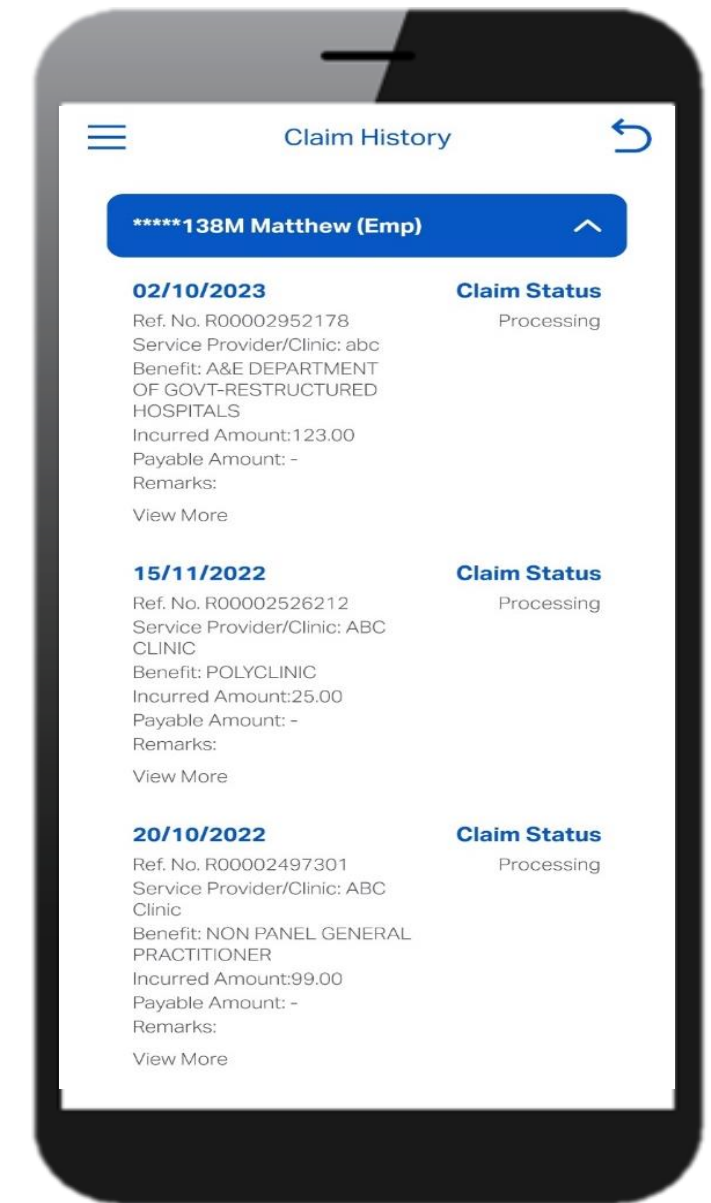 Claim History
*****138M Matthew (Emp)
02/10/2023 Claim Status
Ref. No. R00002952178 Processing
Service Provider/Clinic: abc
Benefit: A&E DEPARTMENT
OF GOVT-RESTRUCTURED
HOSPITALS
Incurred Amount:123.00
Payable Amount: -
Remarks:
View More
15/11/2022 Claim Status
Ref. No. R00002526212 Processing
Service Provider/Clinic: ABC
CLINIC
Benefit: POLYCLINIC
Incurred Amount:25.00
Payable Amount: -
Remarks:
View More
20/10/2022 Claim Status
Ref. No. R00002497301 Processing
Service Provider/Clinic: ABC
Clinic
Benefit: NON PANEL GENERAL
PRACTITIONER
Incurred Amount:99.00
Payable Amount: -
Remarks:
View More